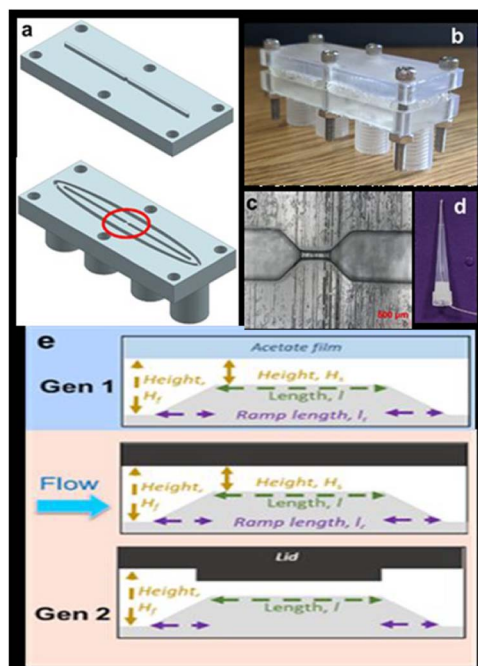 a
b
c
500 µm
d
e
Gen 1
Acetate film
Height, Hf
Height, Hs
Length, l
Ramp length, lr
Flow
Height, Hf
Height, Hs
Length, l
Ramp length, lr
Gen 2
Lid
Height, Hf
Length, l